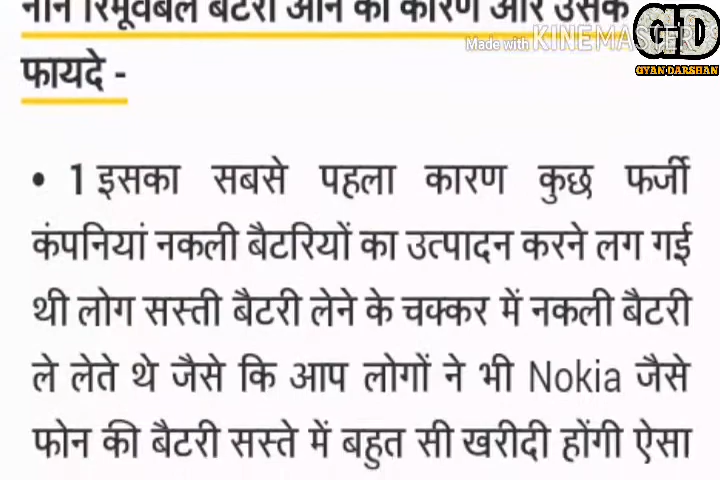 नॉन रिमूवेबल बैटरी आने का कारण और उसके
फायदे -
Made with KINEMASTER
GD
GYAN DARSHAN
• 1 इसका सबसे पहला कारण कुछ फर्जी
कंपनियां नकली बैटरियों का उत्पादन करने लग गई
थी लोग सस्ती बैटरी लेने के चक्कर में नकली बैटरी
ले लेते थे जैसे कि आप लोगों ने भी Nokia जैसे
फोन की बैटरी सस्ते में बहुत सी खरीदी होंगी ऐसा